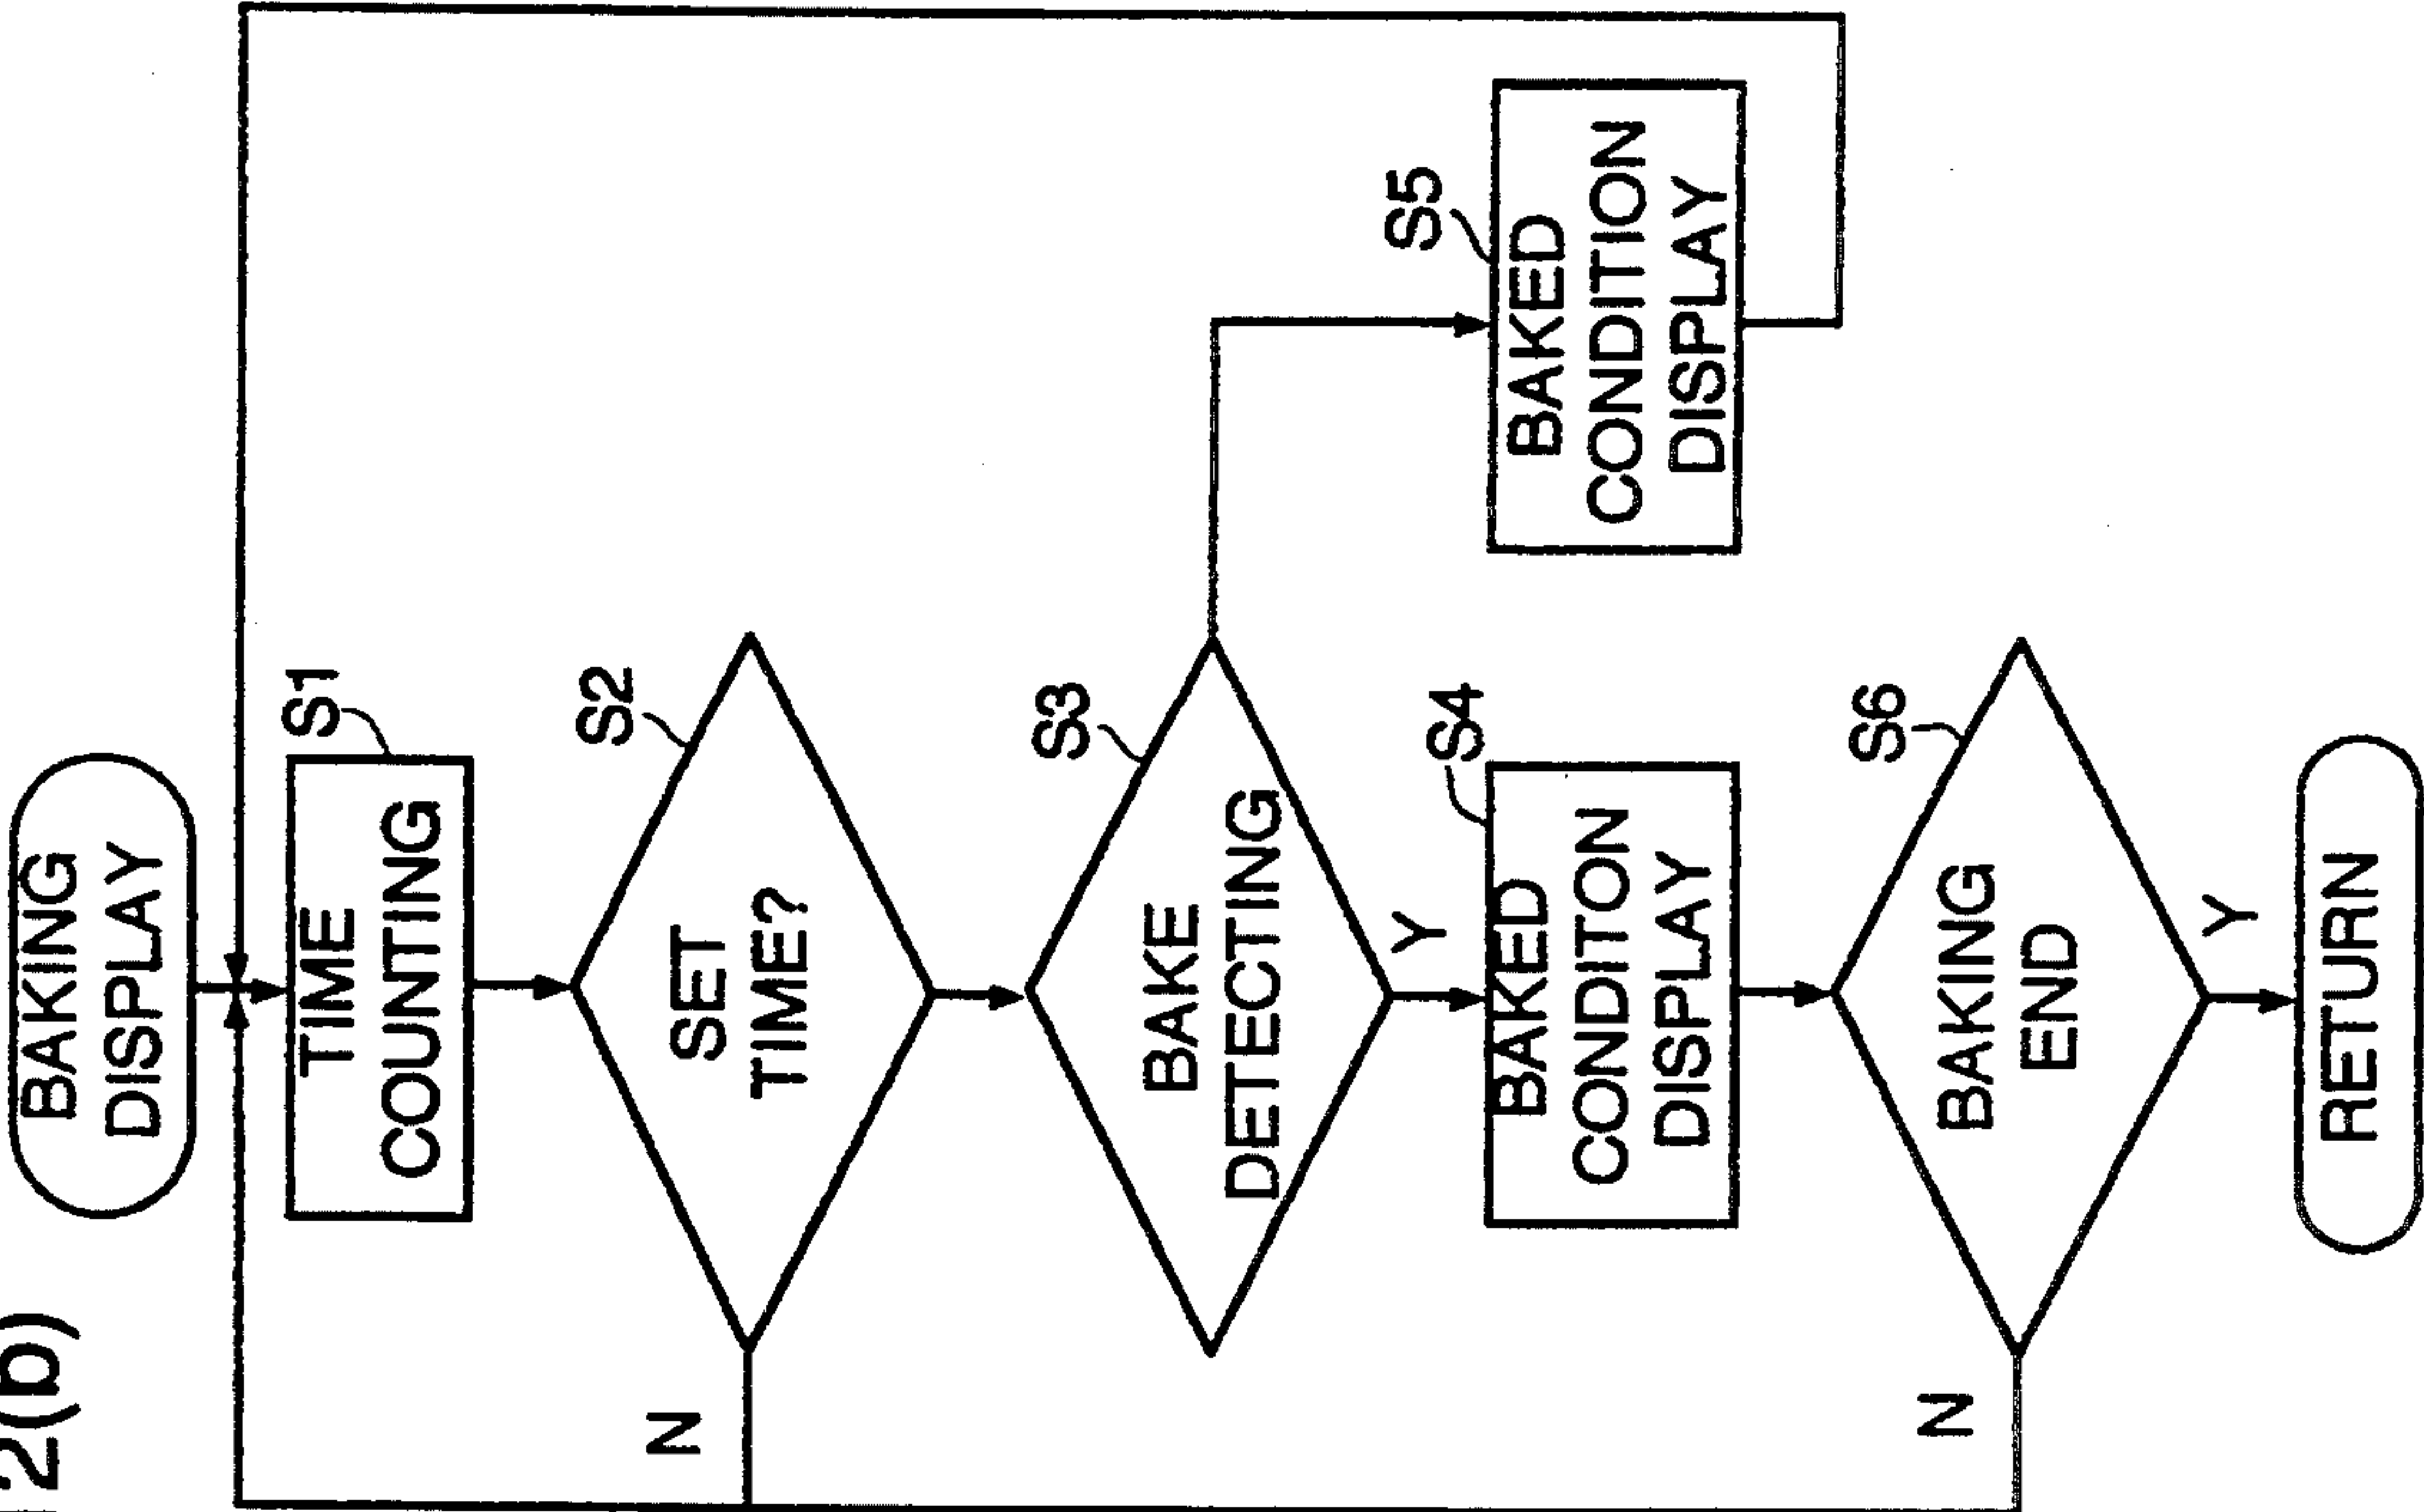 2(b)
BAKING
DISPLAY
S1
TIME
COUNTING
S2
SET
TIME?
N
S3
BAKE
DETECTING
Y
S4
BAKED
CONDITON
DISPLAY
S5
BAKED
CONDITION
DISPLAY
S6
BAKING
END
N
Y
RETURN